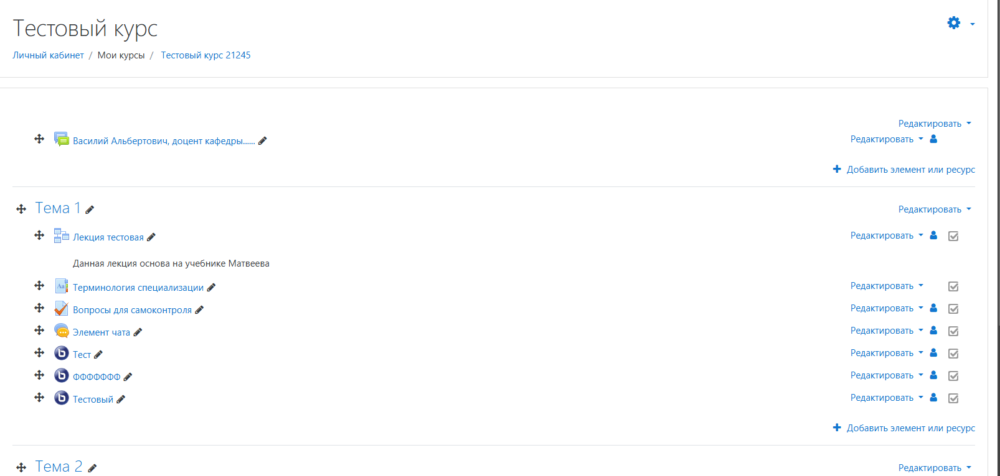 Тестовый курс
Личный кабинет / Мои курсы / Тестовый курс 21245
Редактировать
Василий Альбертович, доцент кафедры...... Редактировать
Добавить элемент или ресурс
Тема 1 Редактировать
Лекция тестовая Редактировать
Данная лекция основа на учебнике Матвеева
Терминология специализации Редактировать
Вопросы для самоконтроля Редактировать
Элемент чата Редактировать
Тест Редактировать
ФФФФФФФ Редактировать
Тестовый Редактировать
Добавить элемент или ресурс
Тема 2 Редактировать